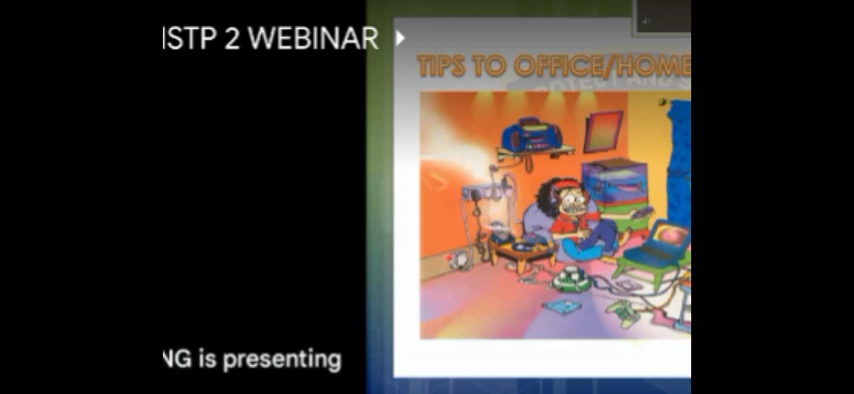 ISTP 2 WEBINAR
TIPS TO OFFICE/HOME
NG is presenting